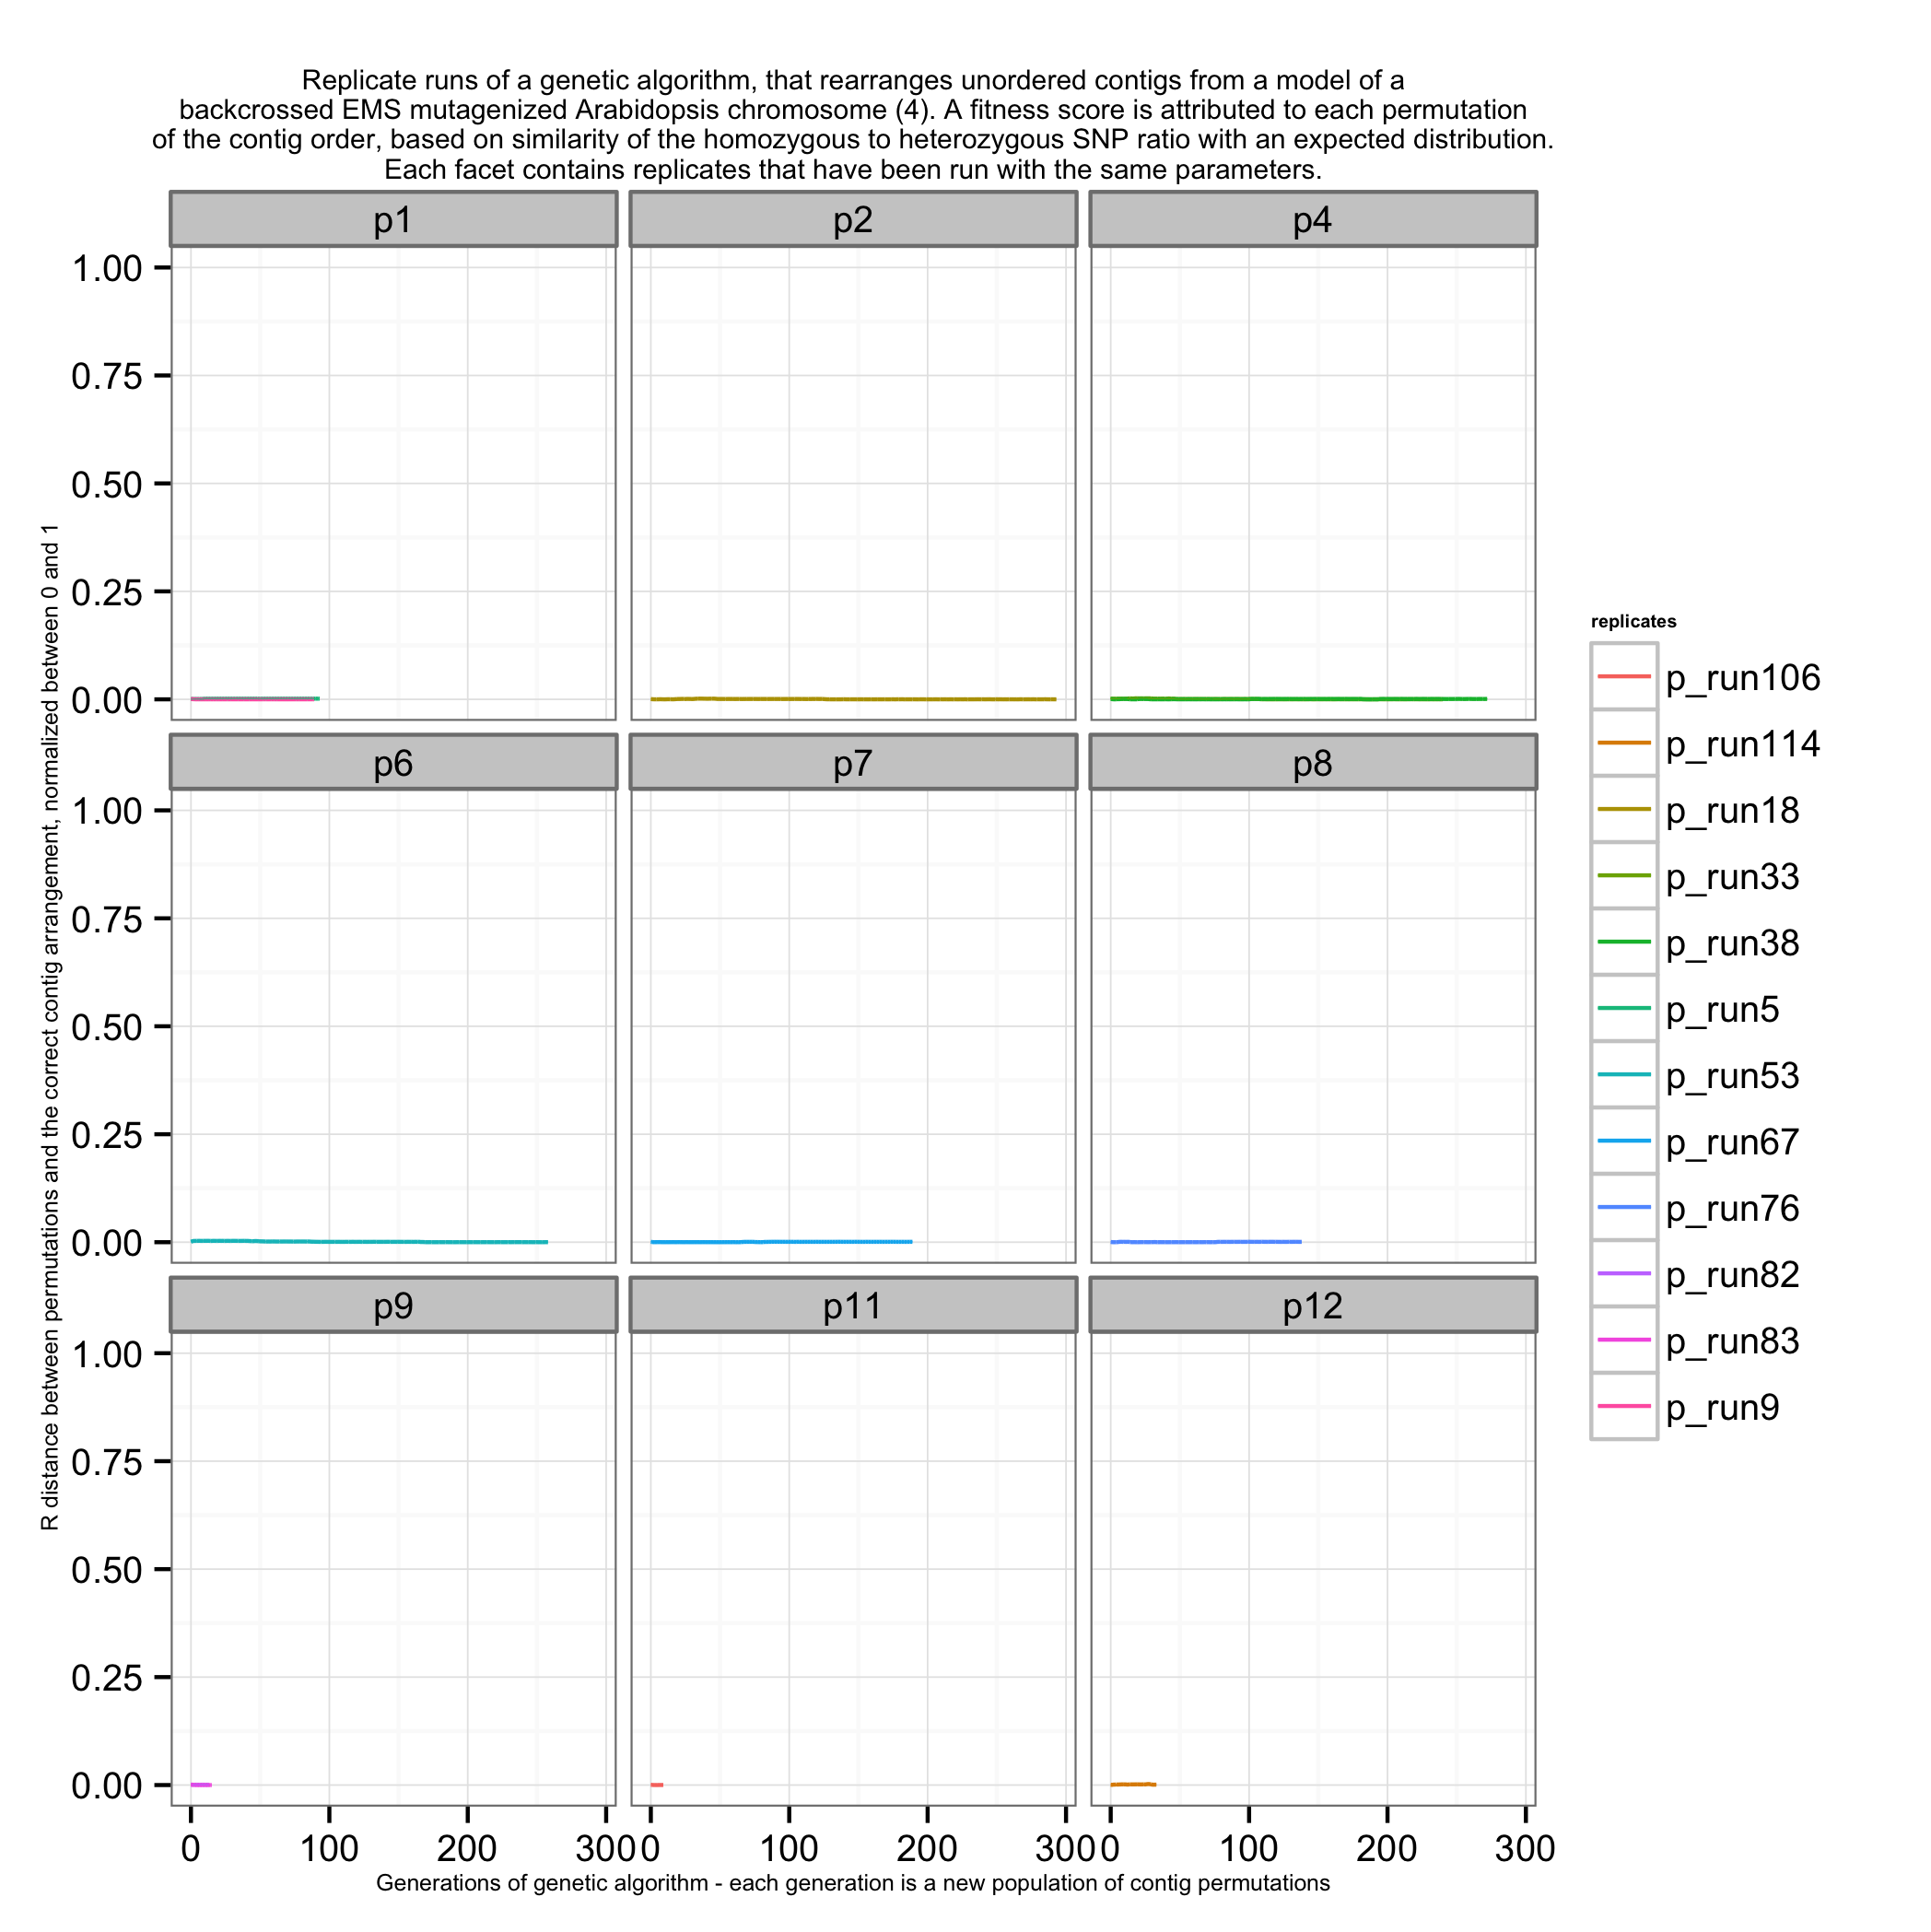 Replicate runs of a genetic algorithm, that rearranges unordered contigs from a model of a
backcrossed EMS mutagenized Arabidopsis chromosome (4). A fitness score is attributed to each permutation
of the contig order, based on similarity of the homozygous to heterozygous SNP ratio with an expected distribution.
Each facet contains replicates that have been run with the same parameters.
R distance between permutations and the correct contig arrangement, normalized between 0 and 1
p1 p2 p4
1.00
0.75
0.50
0.25
0.00
p6 p7 p8
1.00
0.75
0.50
0.25
0.00
p9 p11 p12
1.00
0.75
0.50
0.25
0.00
0 100 200 300 0 100 200 300 0 100 200 300
Generations of genetic algorithm - each generation is a new population of contig permutations
replicates
p_run106
p_run114
p_run18
p_run33
p_run38
p_run5
p_run53
p_run67
p_run76
p_run82
p_run83
p_run9